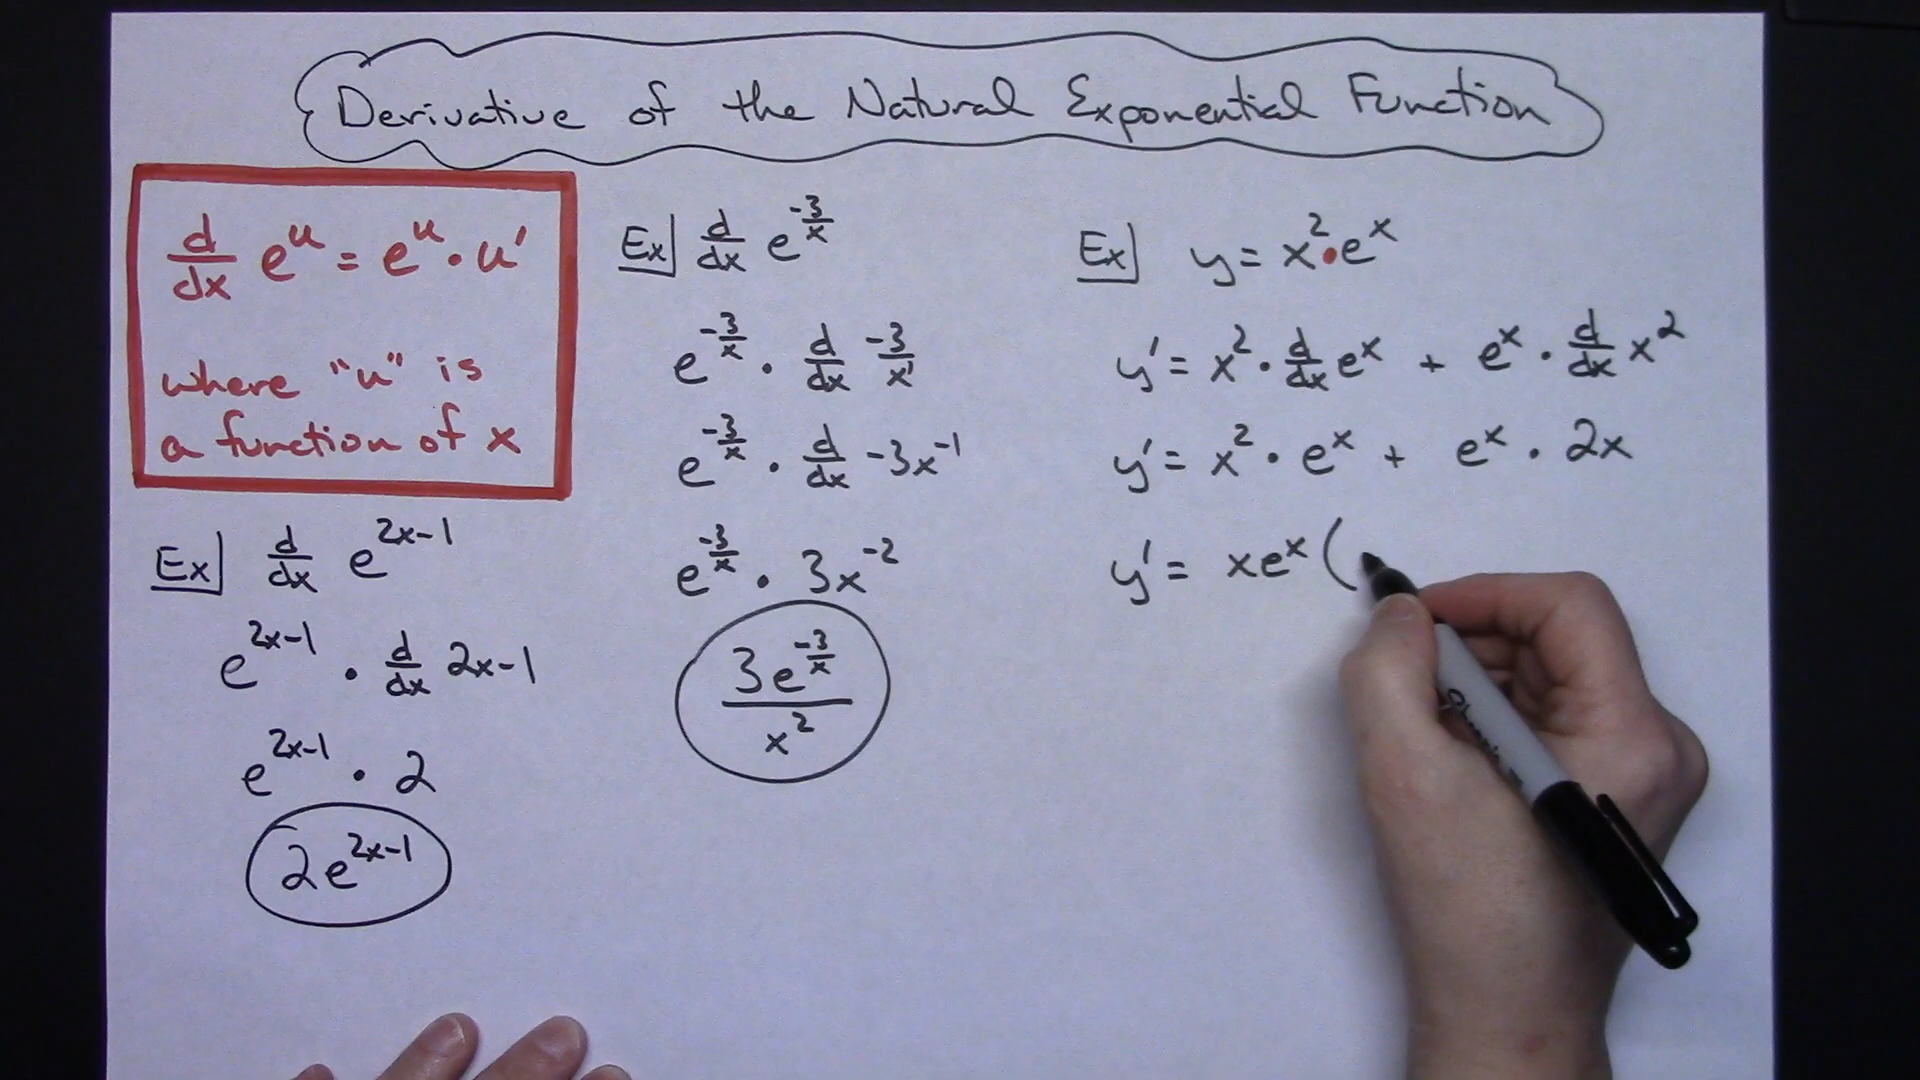 Derivative of the Natural Exponential Function
d/dx e^u = e^u · u'
where "u" is
a function of x
Ex d/dx e^(2x-1)
e^(2x-1) · d/dx 2x-1
e^(2x-1) · 2
2e^(2x-1)
Ex d/dx e^(-3/x)
e^(-3/x) · d/dx -3/x^1
e^(-3/x) · d/dx -3x^-1
e^(-3/x) · 3x^-2
3e^(-3/x)/x^2
Ex y = x^2·e^x
y' = x^2 · d/dx e^x + e^x · d/dx x^2
y' = x^2 · e^x + e^x · 2x
y' = xe^x (
Sharpie